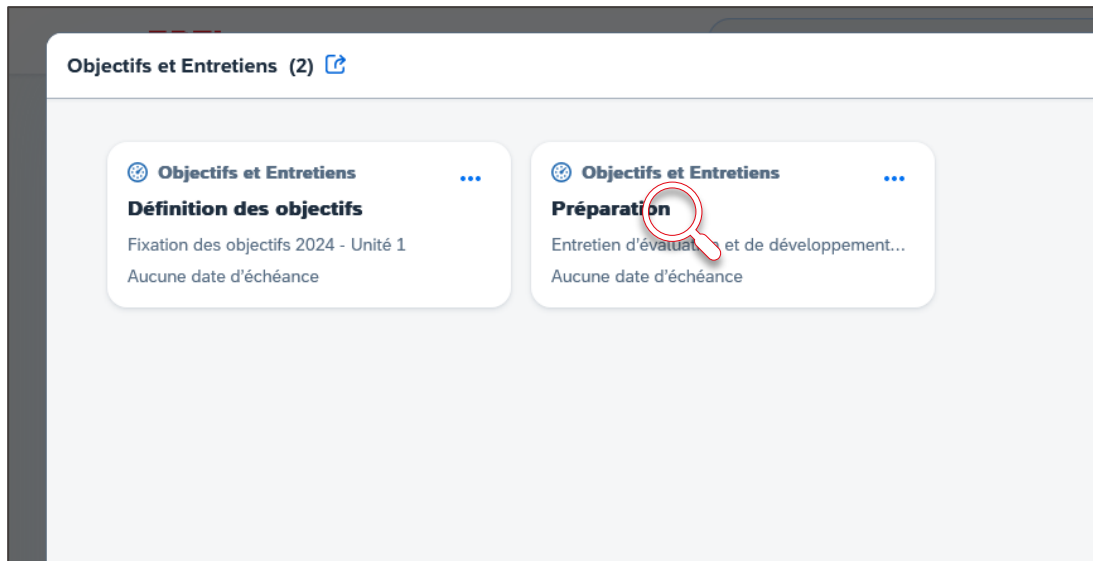 Objectifs et Entretiens (2)
Objectifs et Entretiens
Définition des objectifs
Fixation des objectifs 2024 - Unité 1
Aucune date d'échéance
Objectifs et Entretiens
Préparation
Entretien d'évaluation et de développement...
Aucune date d'échéance